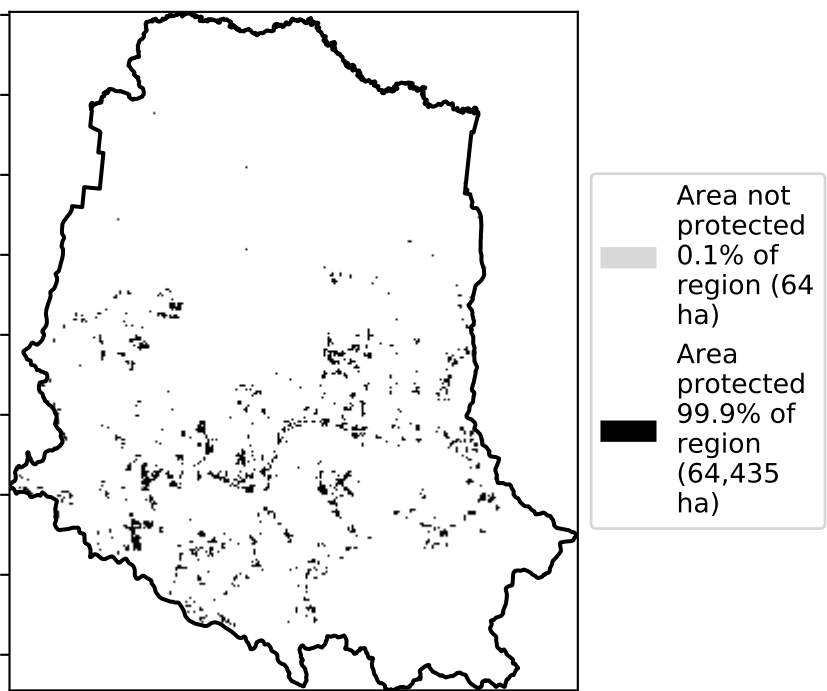 Area not
protected
0.1% of
region (64
ha)
Area
protected
99.9% of
region
(64,435
ha)